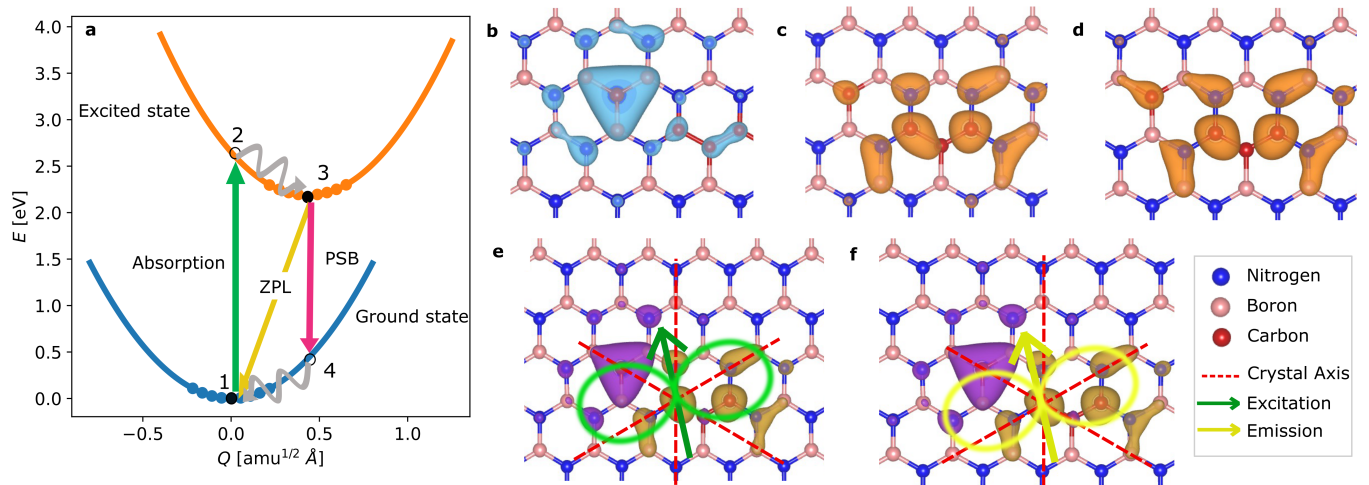 a
4.0
3.5
3.0
2.5
2.0
1.5
1.0
0.5
0.0
E [eV]
Excited state
2
3
Absorption
PSB
ZPL
Ground state
1
4
−0.5
0.0
0.5
1.0
Q [amu1/2 Å]
b
c
d
e
f
Nitrogen
Boron
Carbon
Crystal Axis
Excitation
Emission